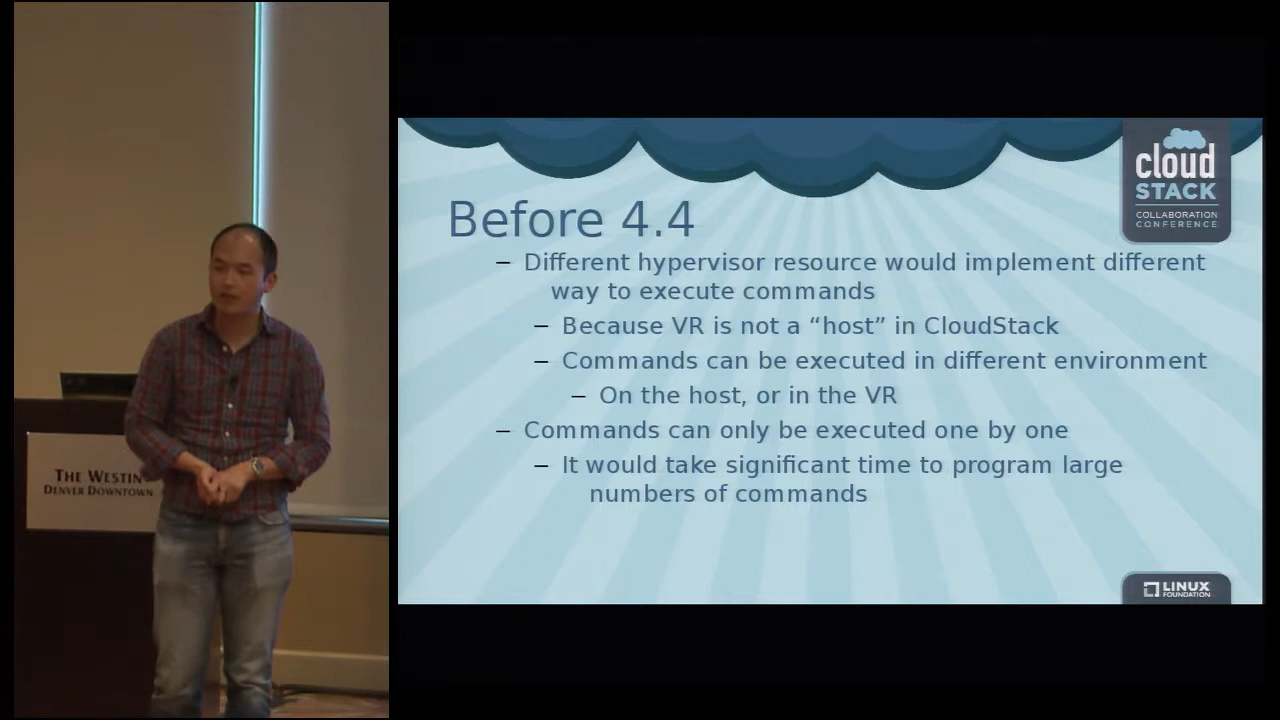 THE WESTIN
DENVER DOWNTOWN
cloud
STACK
COLLABORATION
CONFERENCE
Before 4.4
– Different hypervisor resource would implement different
way to execute commands
– Because VR is not a “host” in CloudStack
– Commands can be executed in different environment
– On the host, or in the VR
– Commands can only be executed one by one
– It would take significant time to program large
numbers of commands
LINUX
FOUNDATION